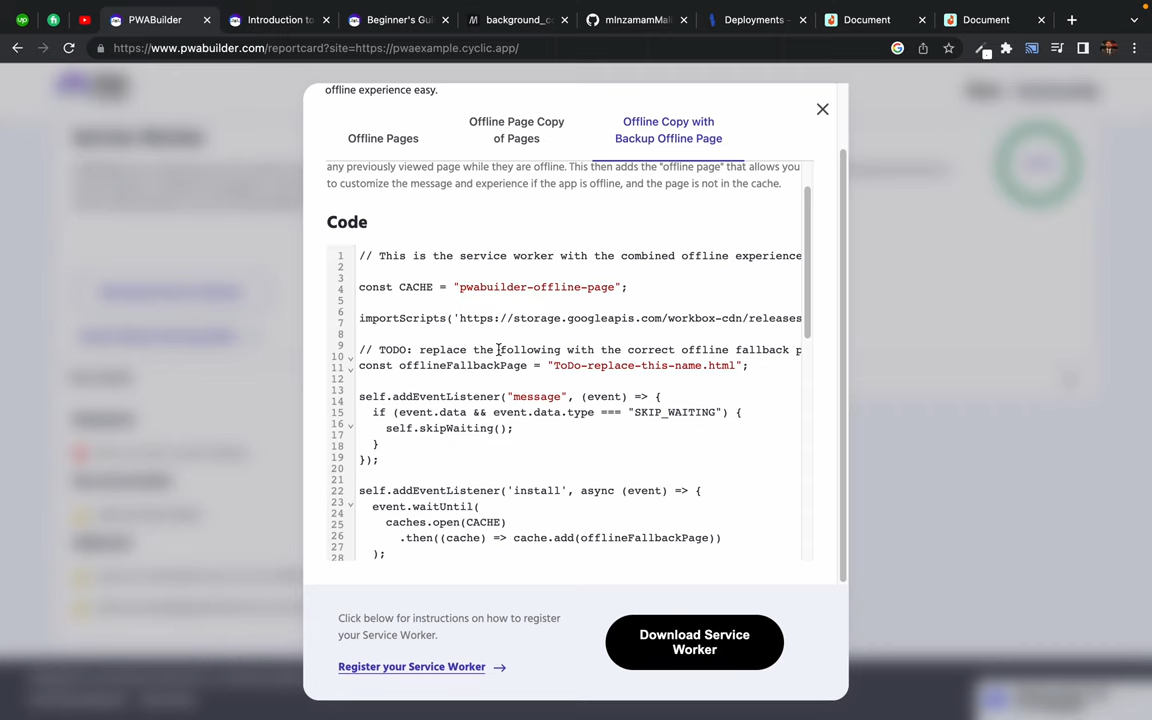 PWABuilder
Introduction to
Beginner's Gui
background_co
mInzamamMali
Deployments –
Document
Document
https://www.pwabuilder.com/reportcard?site=https://pwaexample.cyclic.app/
offline experience easy.
Offline Pages
Offline Page Copy
of Pages
Offline Copy with
Backup Offline Page
any previously viewed page while they are offline. This then adds the "offline page" that allows you
to customize the message and experience if the app is offline, and the page is not in the cache.
Code
1 // This is the service worker with the combined offline experience
2
3
4 const CACHE = "pwabuilder-offline-page";
5
6 importScripts('https://storage.googleapis.com/workbox-cdn/releases
7
8
9 // TODO: replace the following with the correct offline fallback p
10 const offlineFallbackPage = "ToDo-replace-this-name.html";
11
12
13 self.addEventListener("message", (event) => {
14 if (event.data && event.data.type === "SKIP_WAITING") {
15
16 self.skipWaiting();
17 }
18
19 });
20
21
22 self.addEventListener('install', async (event) => {
23 event.waitUntil(
24
25 caches.open(CACHE)
26 .then((cache) => cache.add(offlineFallbackPage))
27
28 );
Click below for instructions on how to register
your Service Worker.
Register your Service Worker
Download Service
Worker